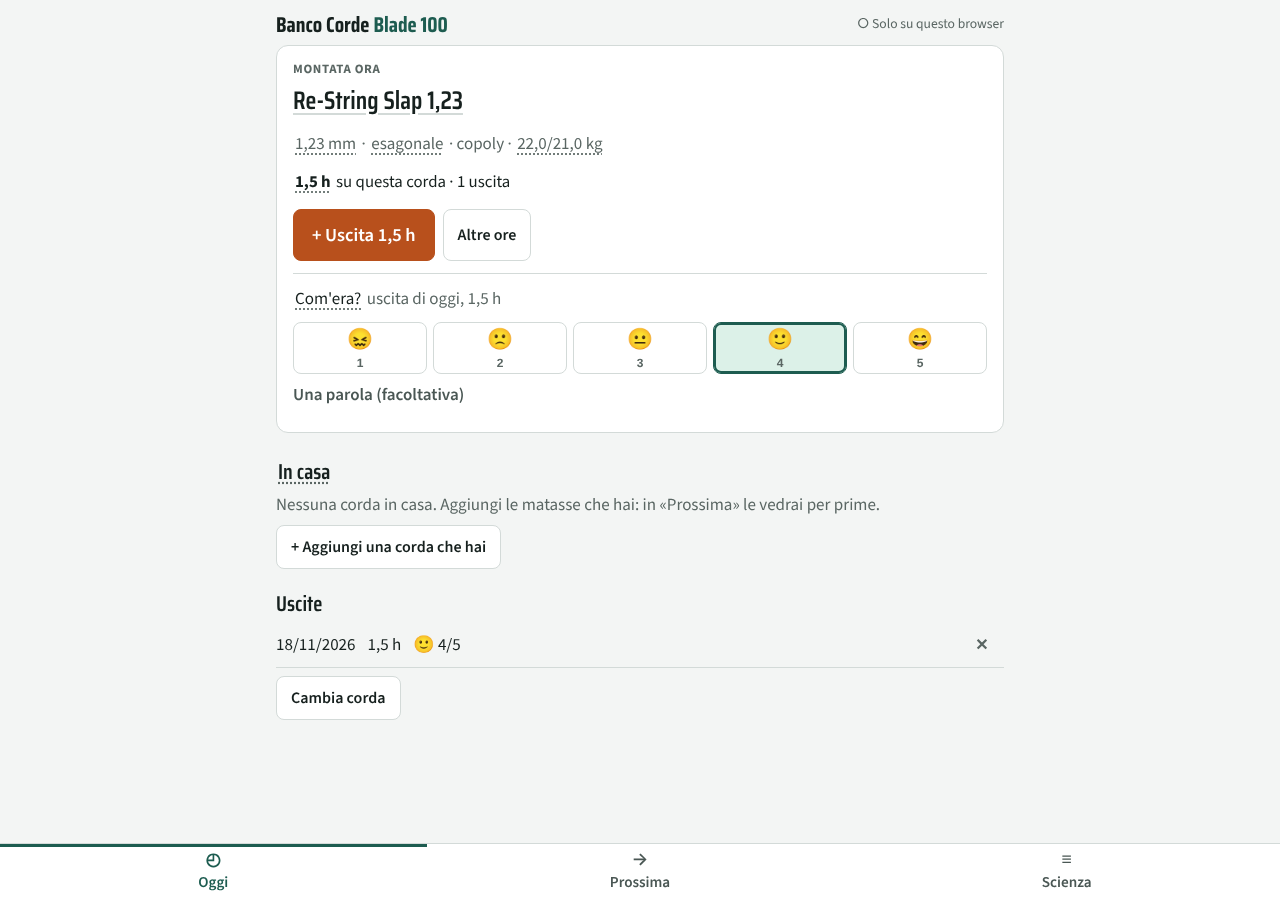 Banco Corde Blade 100
Solo su questo browser
MONTATA ORA
Re-String Slap 1,23
1,23 mm · esagonale · copoly · 22,0/21,0 kg
1,5 h su questa corda · 1 uscita
+ Uscita 1,5 h
Altre ore
Com'era? uscita di oggi, 1,5 h
1
2
3
4
5
Una parola (facoltativa)
In casa
Nessuna corda in casa. Aggiungi le matasse che hai: in «Prossima» le vedrai per prime.
+ Aggiungi una corda che hai
Uscite
18/11/2026 1,5 h 🙂 4/5 ✕
Cambia corda
Oggi
Prossima
Scienza